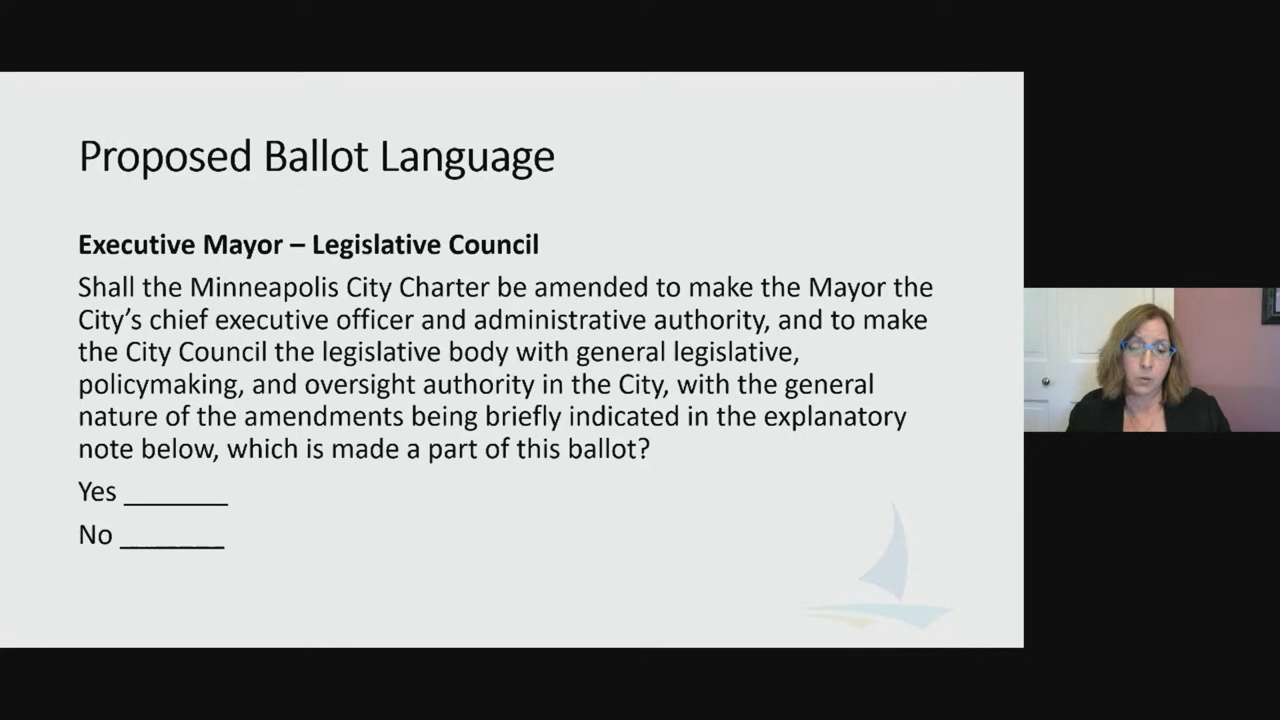 Proposed Ballot Language
Executive Mayor – Legislative Council
Shall the Minneapolis City Charter be amended to make the Mayor the
City’s chief executive officer and administrative authority, and to make
the City Council the legislative body with general legislative,
policymaking, and oversight authority in the City, with the general
nature of the amendments being briefly indicated in the explanatory
note below, which is made a part of this ballot?
Yes _______
No _______